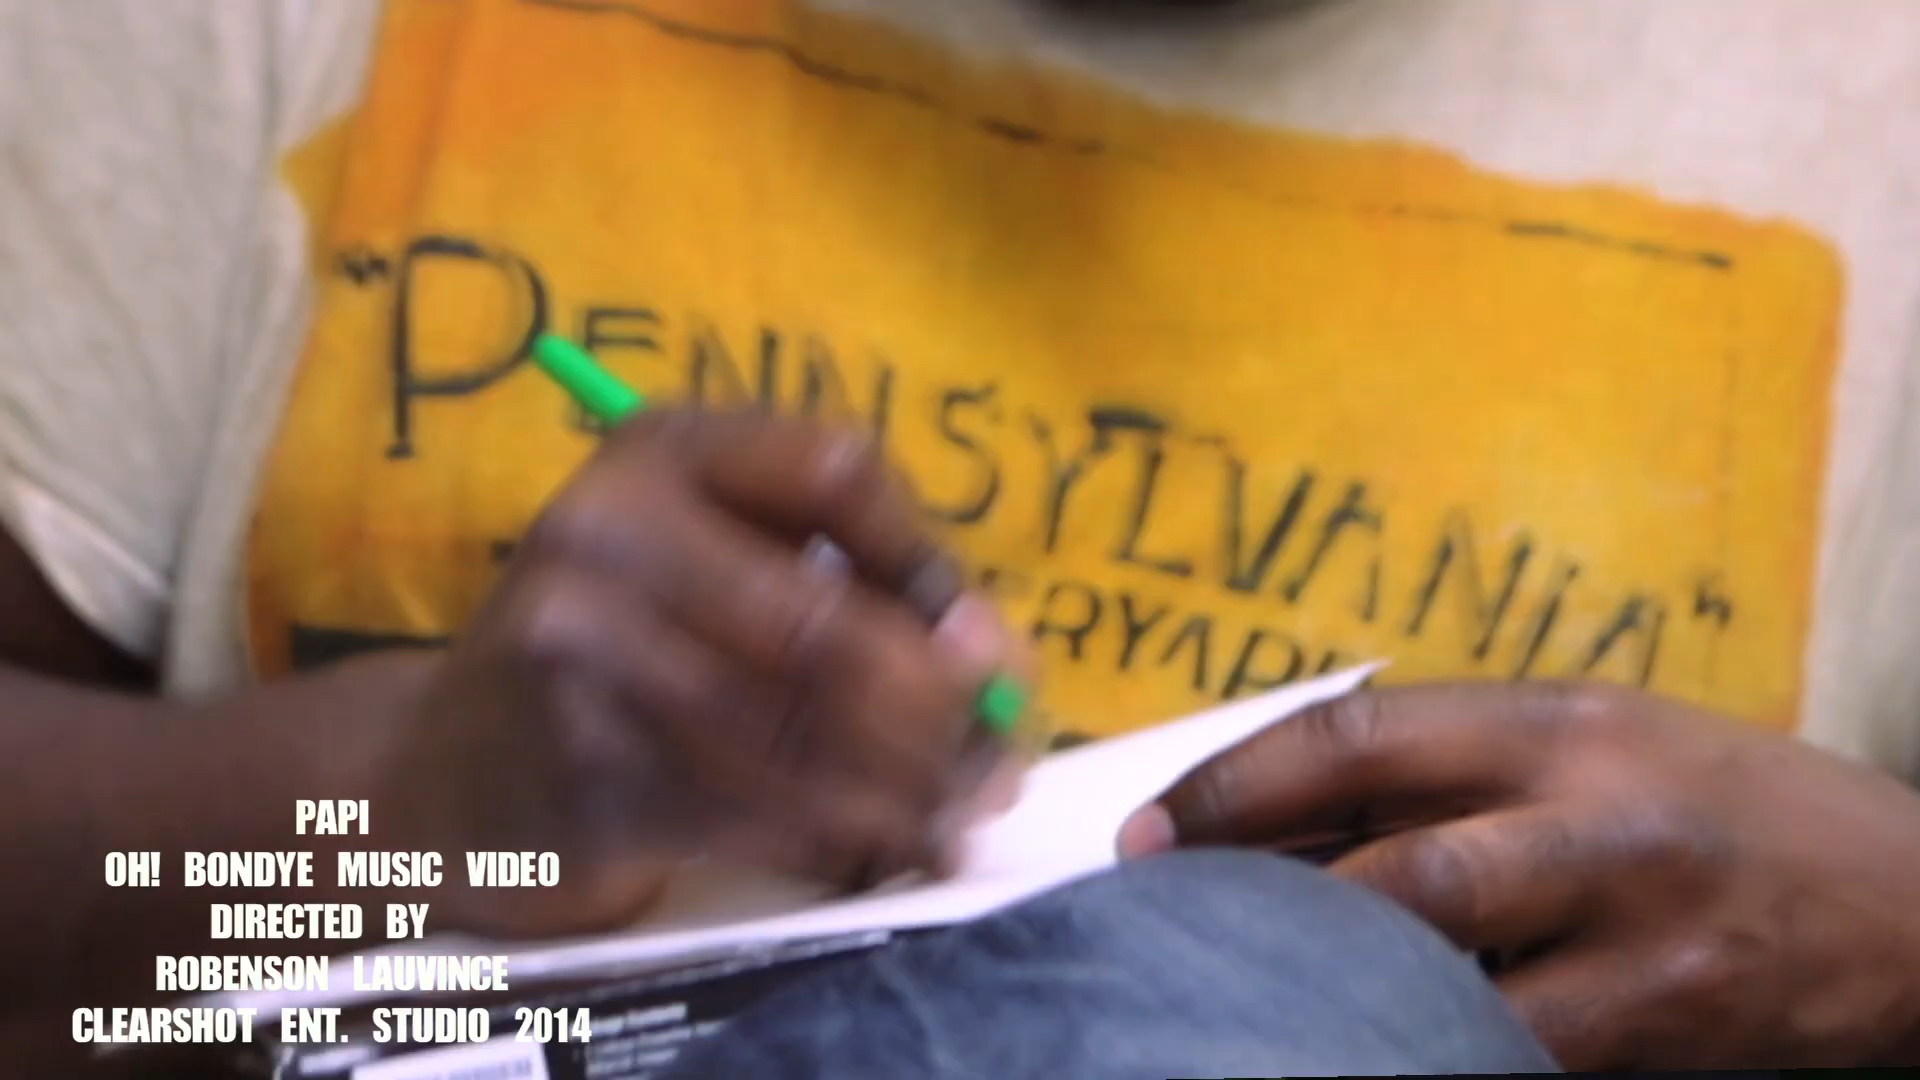 "PENNSYLVANIA"
PAPI
OH! BONDYE MUSIC VIDEO
DIRECTED BY
ROBENSON LAUVINCE
CLEARSHOT ENT. STUDIO 2014